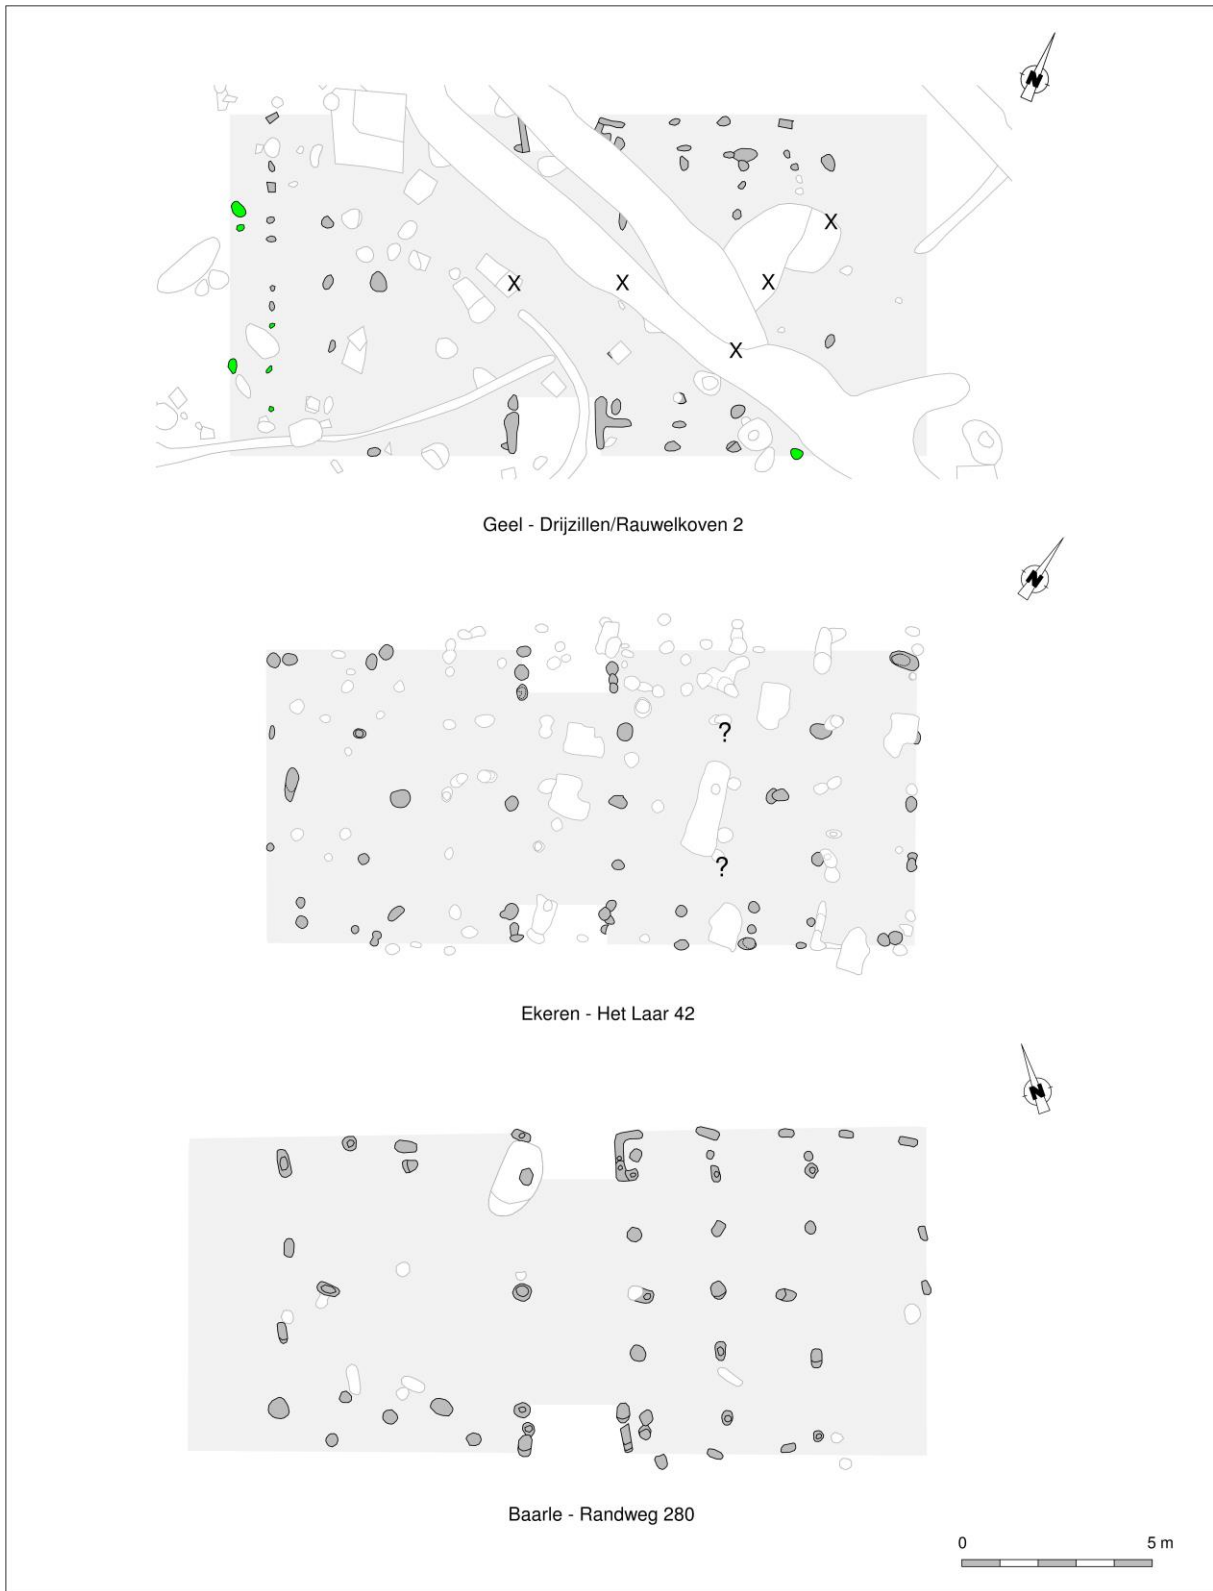 N
X
X X X
X
Geel - Drijzillen/Rauwelkoven 2
N
?
?
Ekeren - Het Laar 42
N
Baarle - Randweg 280
0 5 m